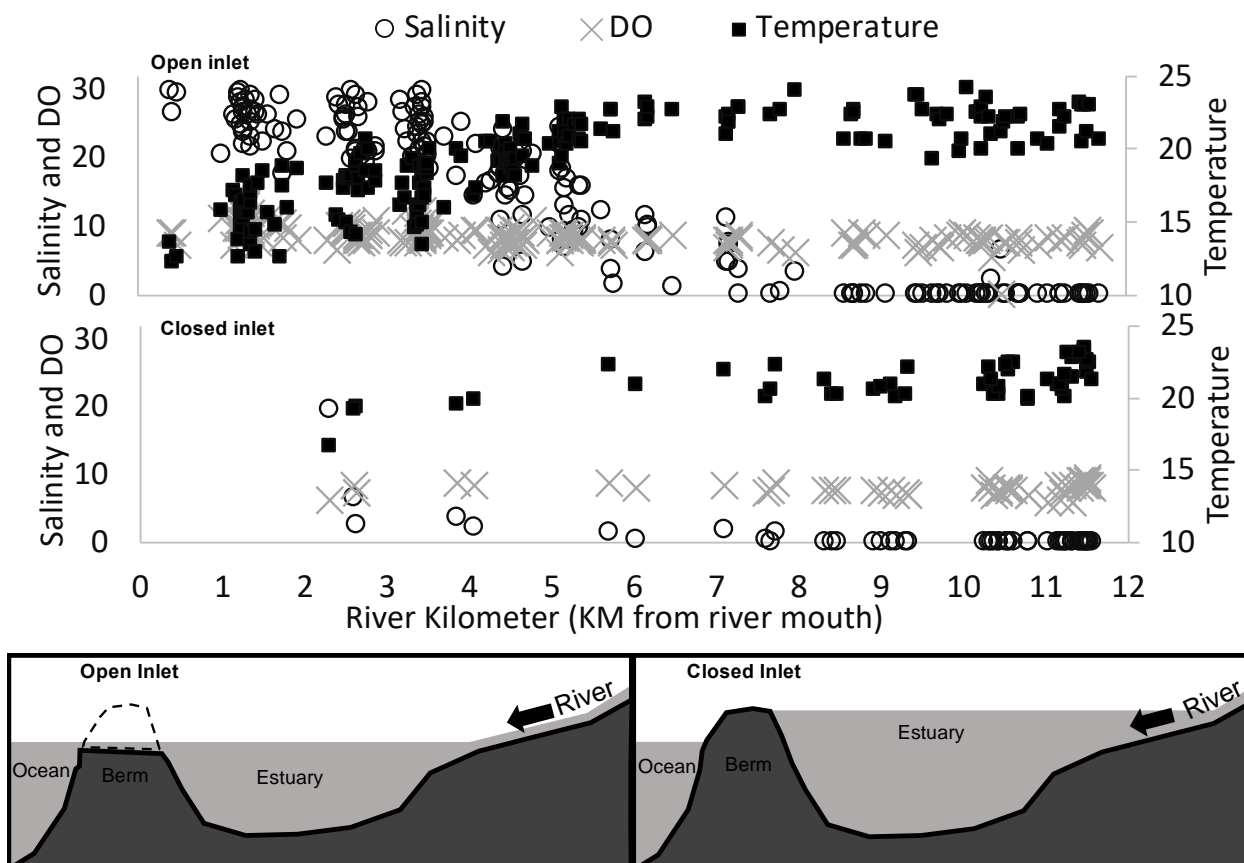 Salinity DO Temperature
Open inlet
30
20
10
0
Salinity and DO
25
20
15
10
Temperature
Closed inlet
30
20
10
0
Salinity and DO
25
20
15
10
Temperature
0 1 2 3 4 5 6 7 8 9 10 11 12
River Kilometer (KM from river mouth)
Open Inlet
River
Ocean
Berm
Estuary
Closed Inlet
River
Estuary
Ocean
Berm